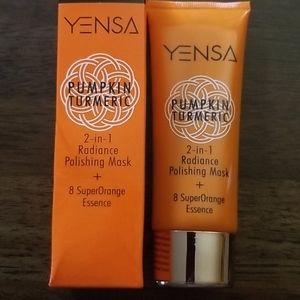 YENSA
PUMPKIN
TURMERIC
2-in-1
Radiance
Polishing Mask
+
8 SuperOrange
Essence
YENSA
PUMPKIN
TURMERIC
2-in-1
Radiance
Polishing Mask
+
8 SuperOrange
Essence